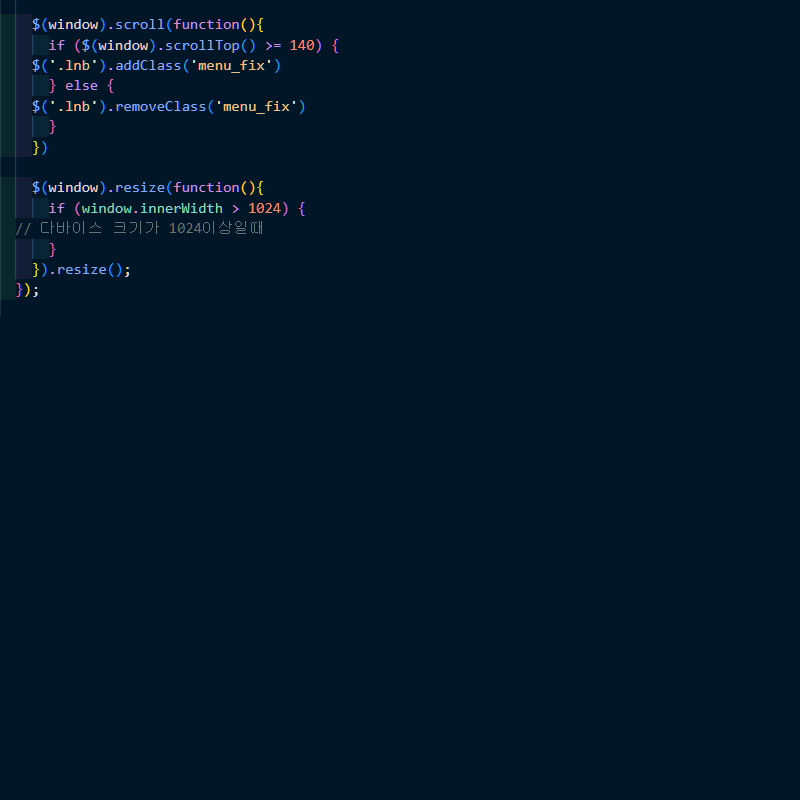 $(window).scroll(function(){
if ($(window).scrollTop() >= 140) {
$('.lnb').addClass('menu_fix')
} else {
$('.lnb').removeClass('menu_fix')
}
})
$(window).resize(function(){
if (window.innerWidth > 1024) {
// 다바이스 크기가 1024이상일때
}
}).resize();
});